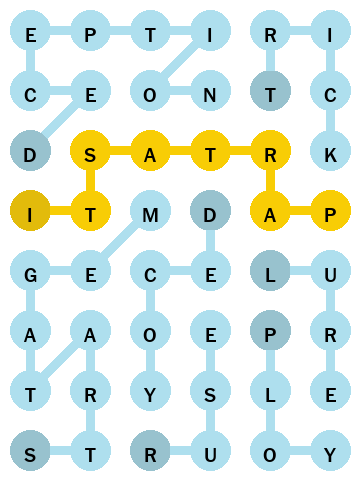 E P T I R I
C E O N T C
D S A T R K
I T M D A P
G E C E L U
A A O E P R
T R Y S L E
S T R U O Y